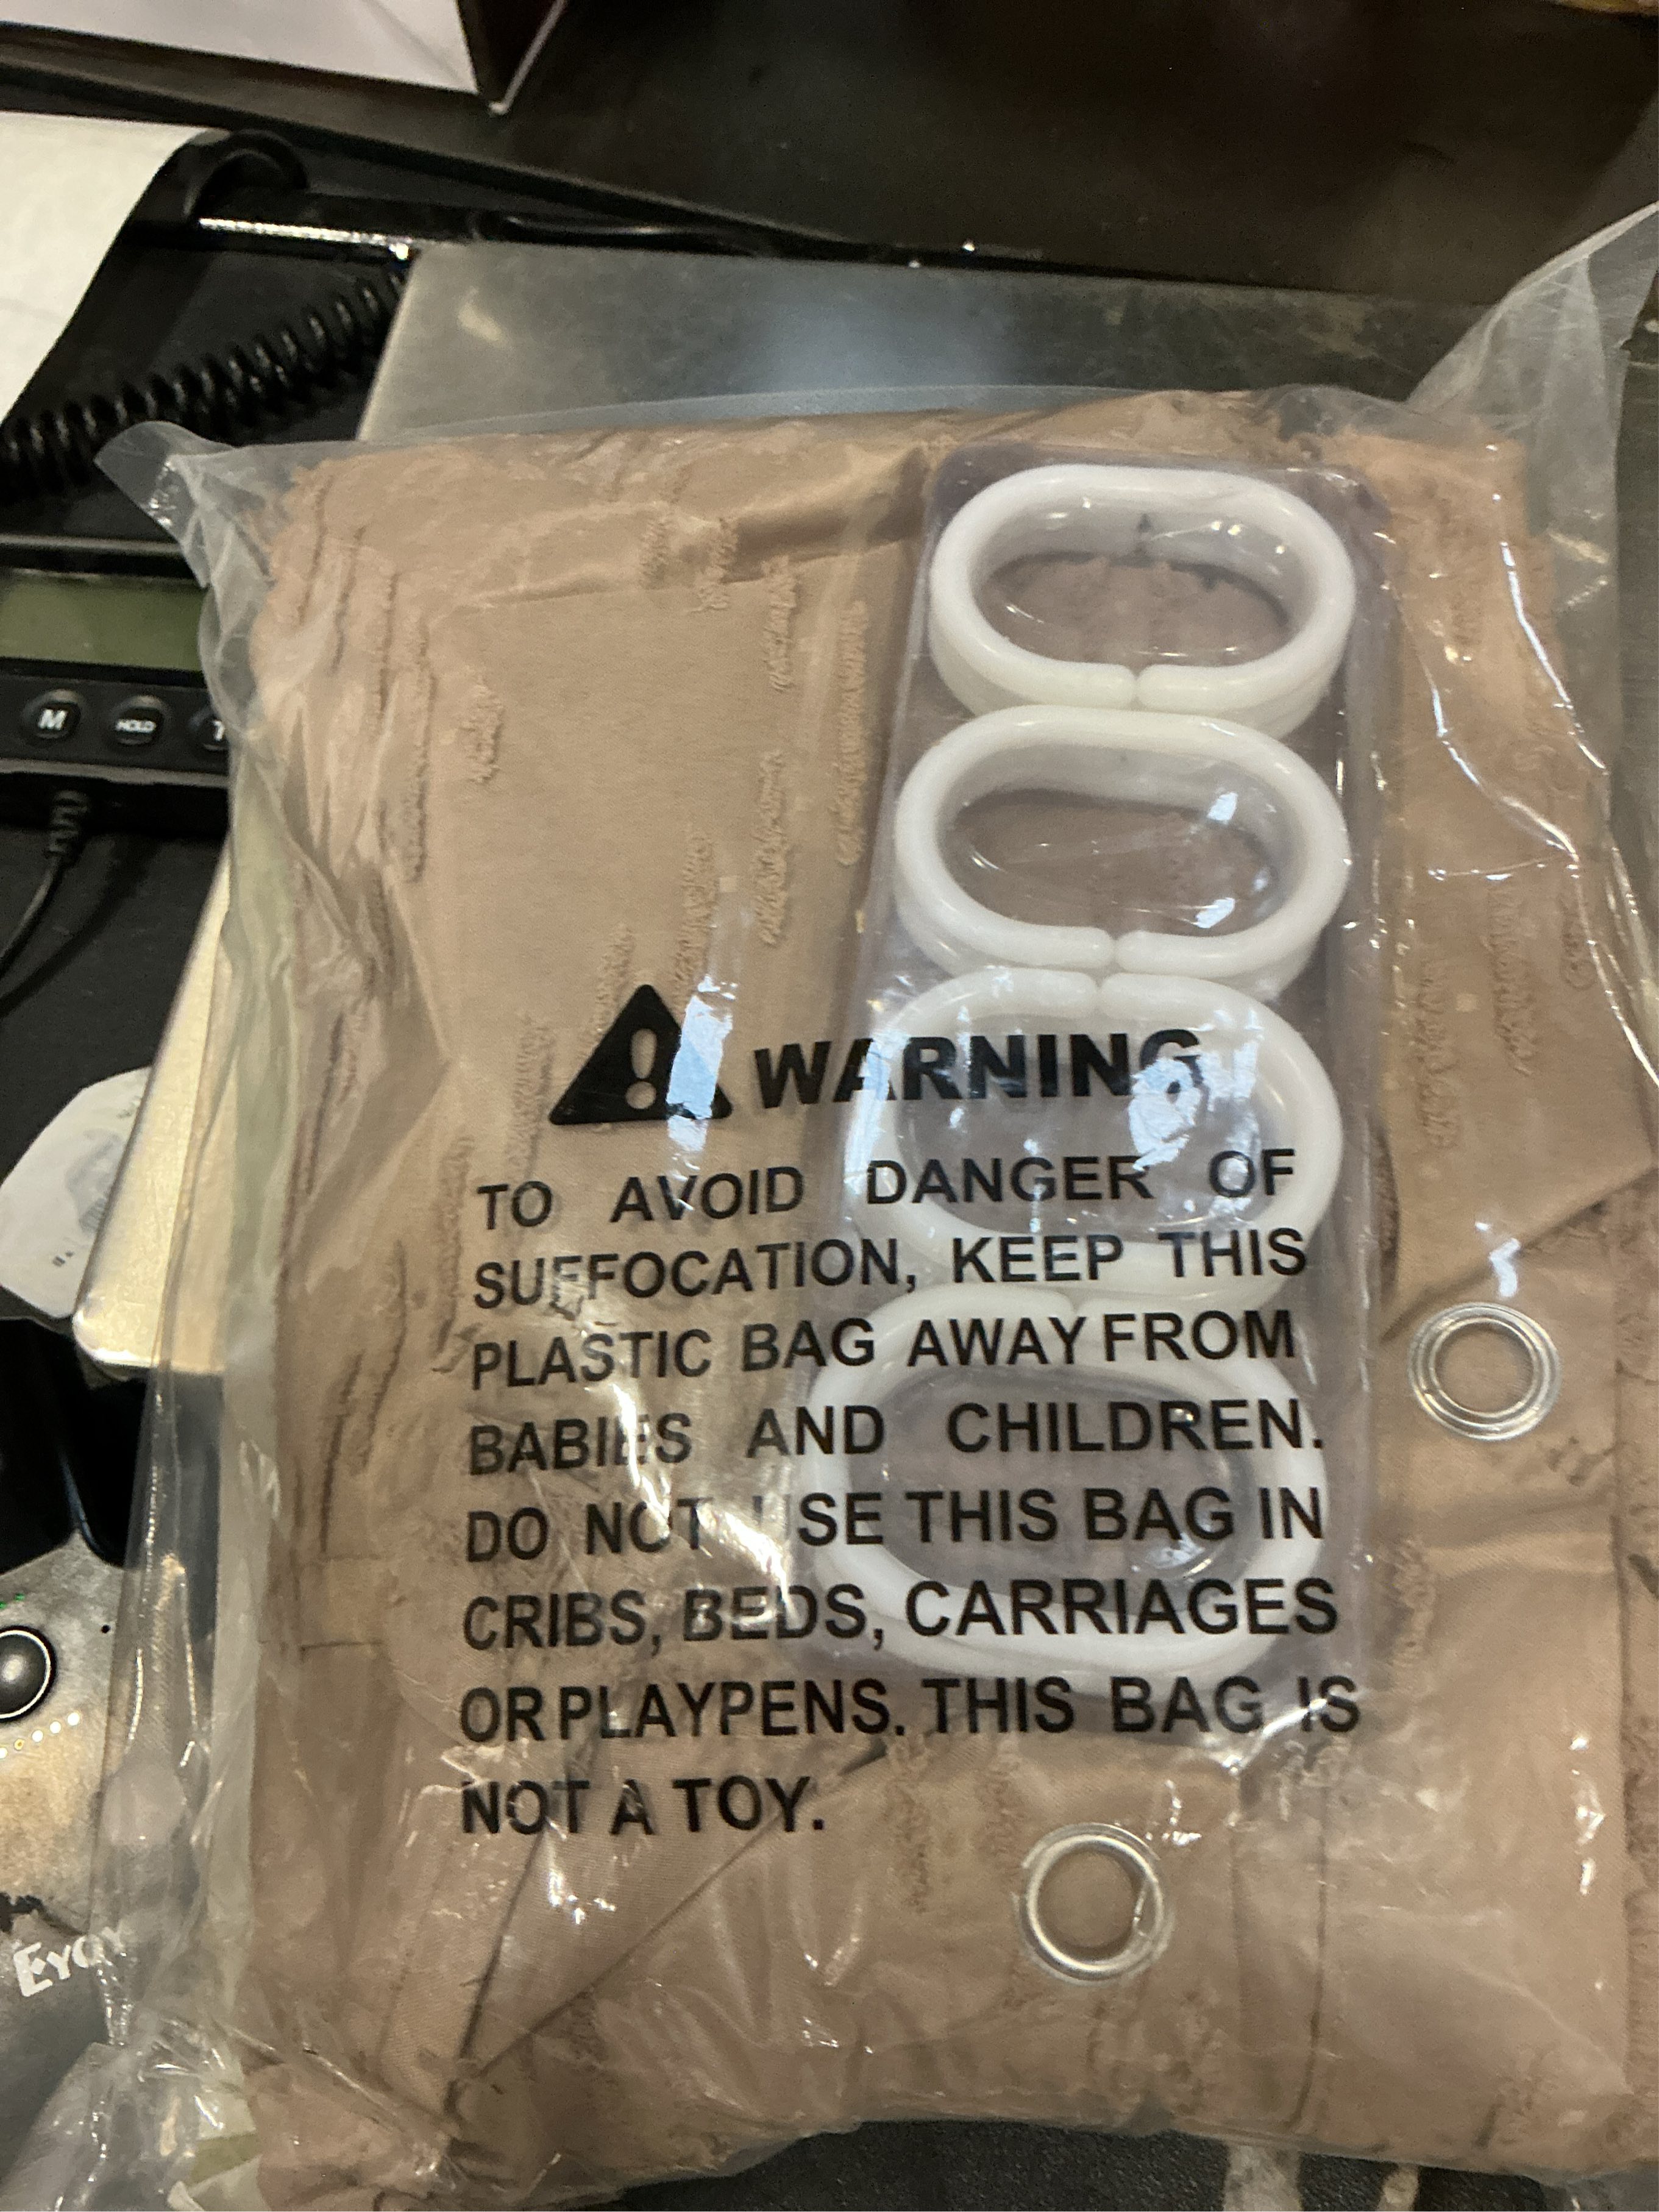 M
HOLD
T
WARNING
TO AVOID DANGER OF
SUFFOCATION, KEEP THIS
PLASTIC BAG AWAY FROM
BABIES AND CHILDREN.
DO NOT USE THIS BAG IN
CRIBS, BEDS, CARRIAGES
OR PLAYPENS. THIS BAG IS
NOT A TOY.